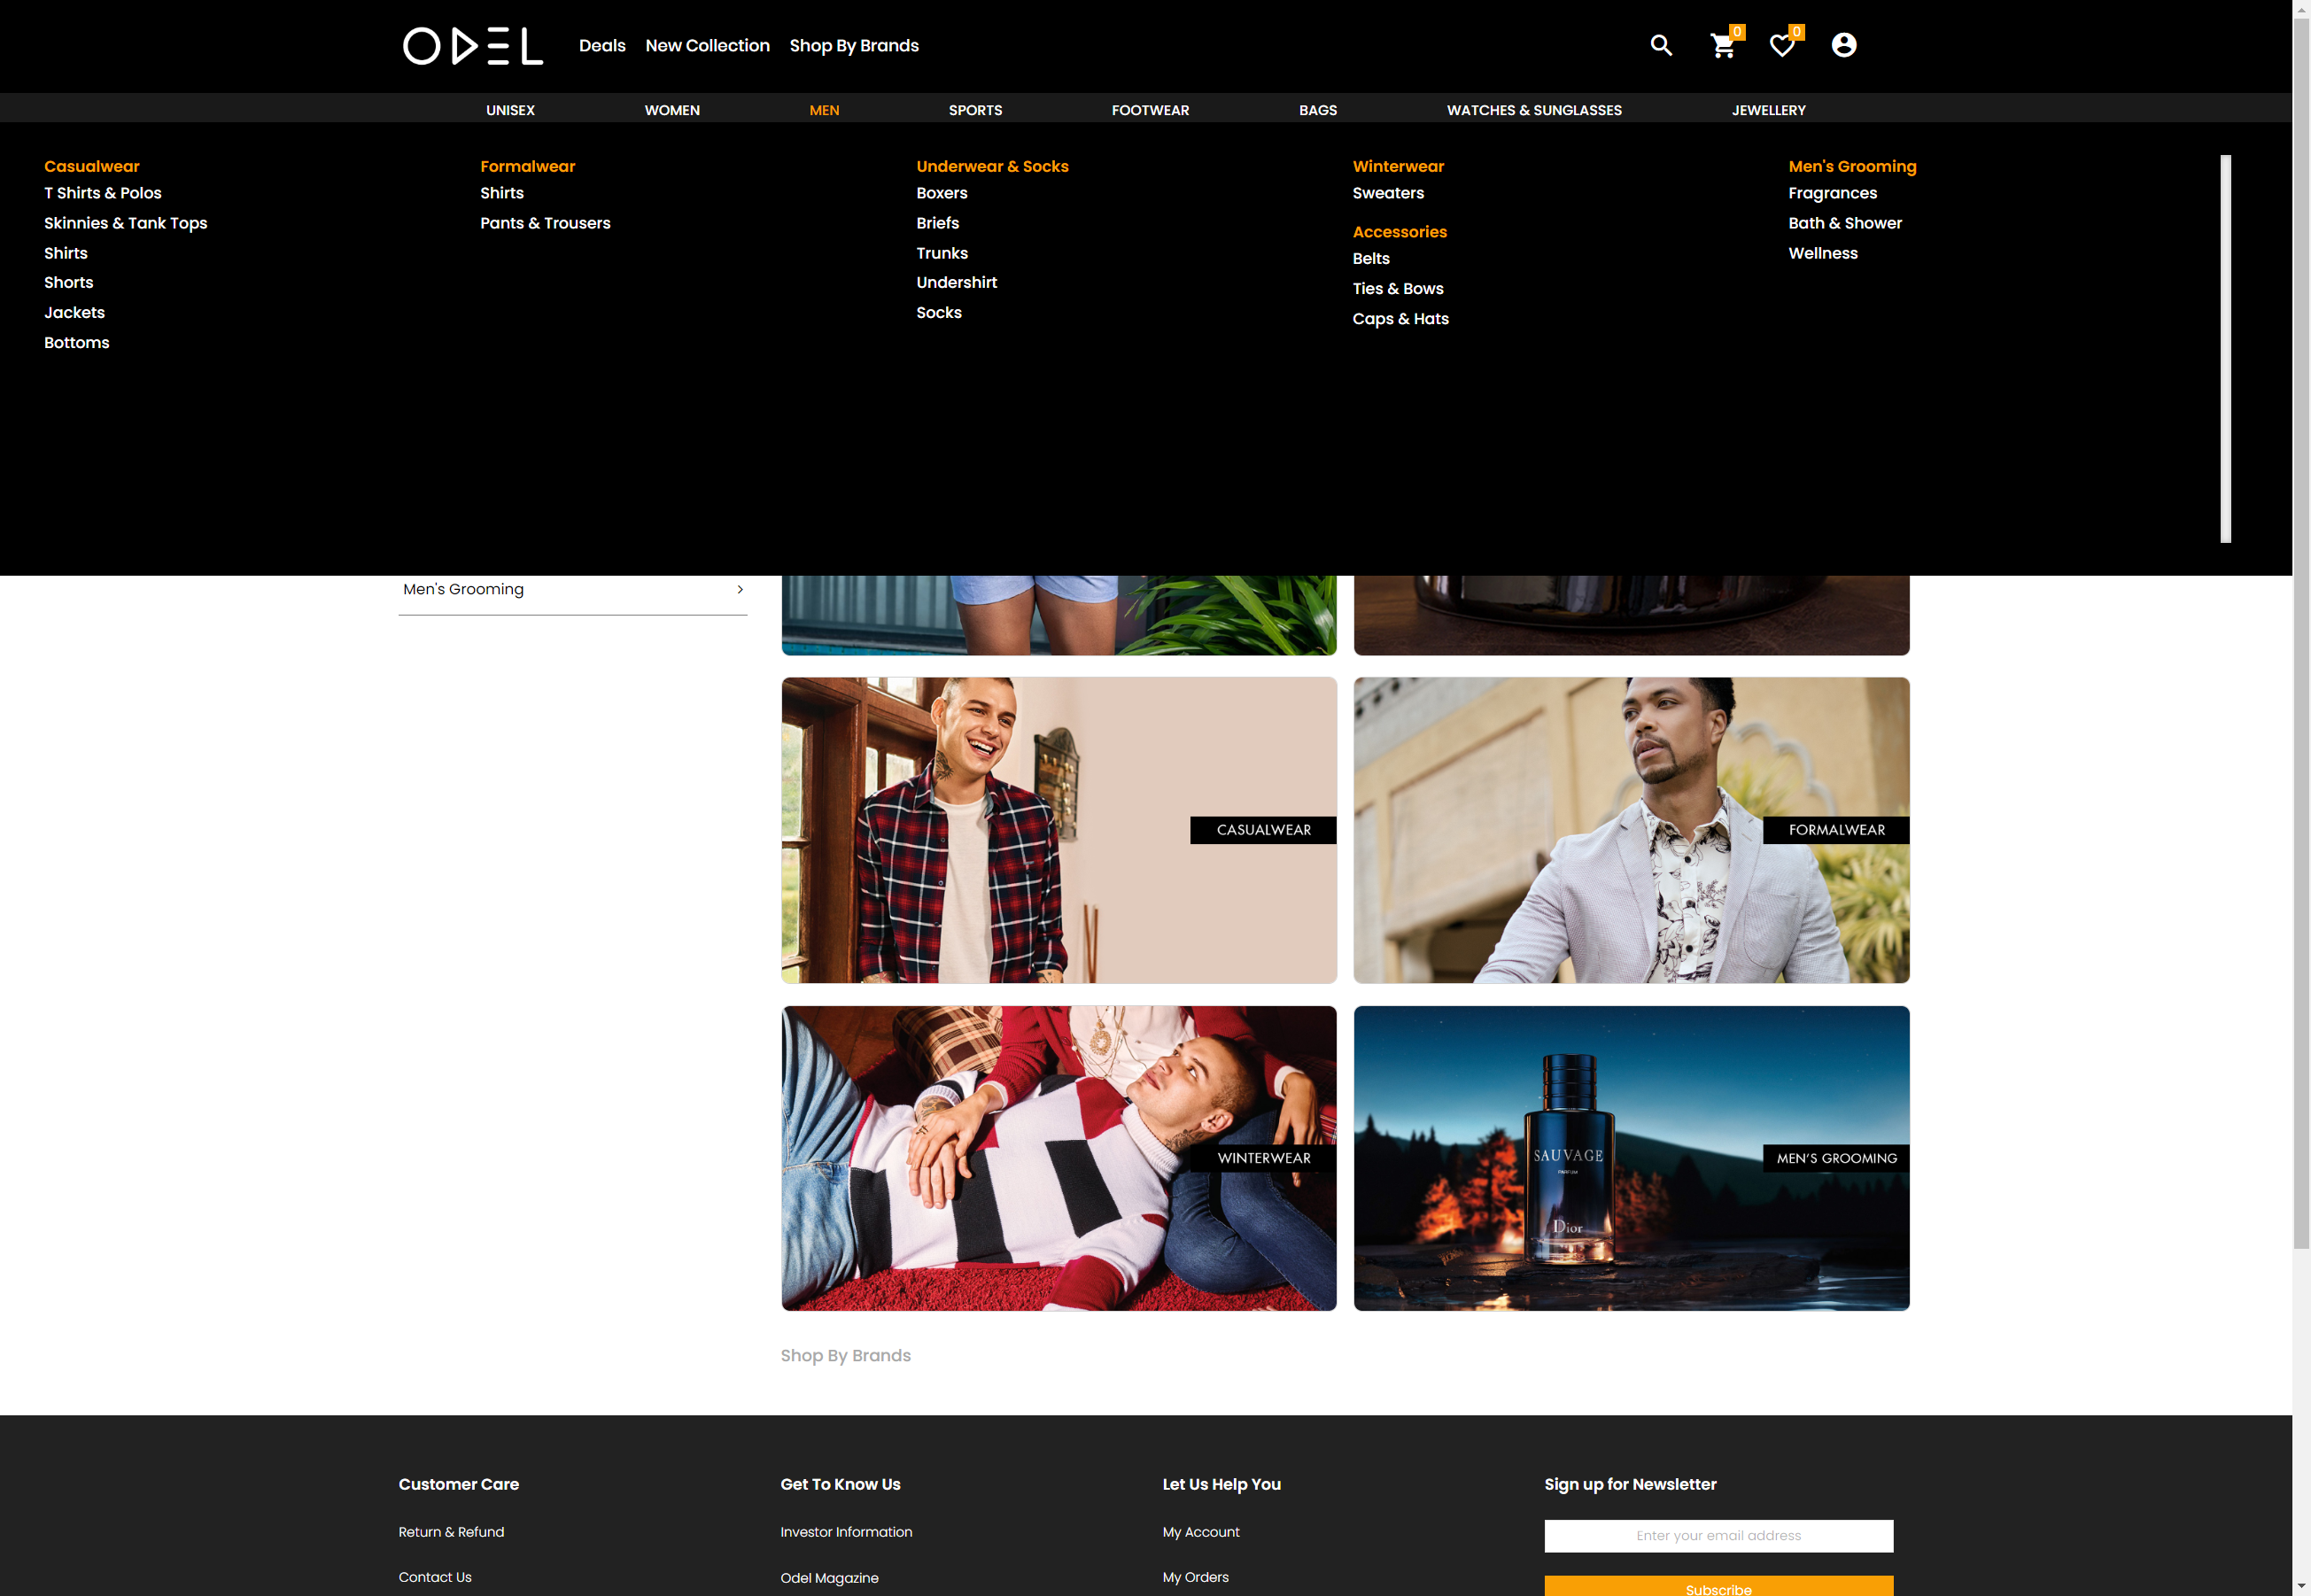 ODEL
Deals New Collection Shop By Brands
0 0
UNISEX WOMEN MEN SPORTS FOOTWEAR BAGS WATCHES & SUNGLASSES JEWELLERY
Casualwear
T Shirts & Polos
Skinnies & Tank Tops
Shirts
Shorts
Jackets
Bottoms
Formalwear
Shirts
Pants & Trousers
Underwear & Socks
Boxers
Briefs
Trunks
Undershirt
Socks
Winterwear
Sweaters
Accessories
Belts
Ties & Bows
Caps & Hats
Men's Grooming
Fragrances
Bath & Shower
Wellness
Men's Grooming
CASUALWEAR
FORMALWEAR
WINTERWEAR
SAUVAGE
PARFUM
Dior
MEN'S GROOMING
Shop By Brands
Customer Care
Return & Refund
Contact Us
Get To Know Us
Investor Information
Odel Magazine
Let Us Help You
My Account
My Orders
Sign up for Newsletter
Enter your email address
Subscribe